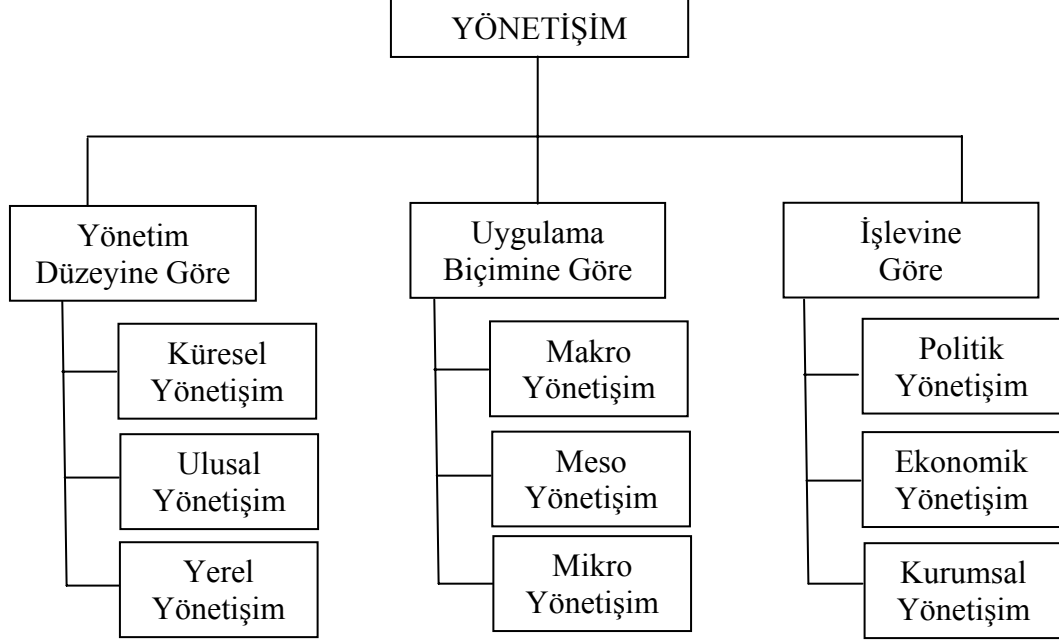 YÖNETİŞİM
Yönetim
Düzeyine Göre
Küresel
Yönetişim
Ulusal
Yönetişim
Yerel
Yönetişim
Uygulama
Biçimine Göre
Makro
Yönetişim
Meso
Yönetişim
Mikro
Yönetişim
İşlevine
Göre
Politik
Yönetişim
Ekonomik
Yönetişim
Kurumsal
Yönetişim